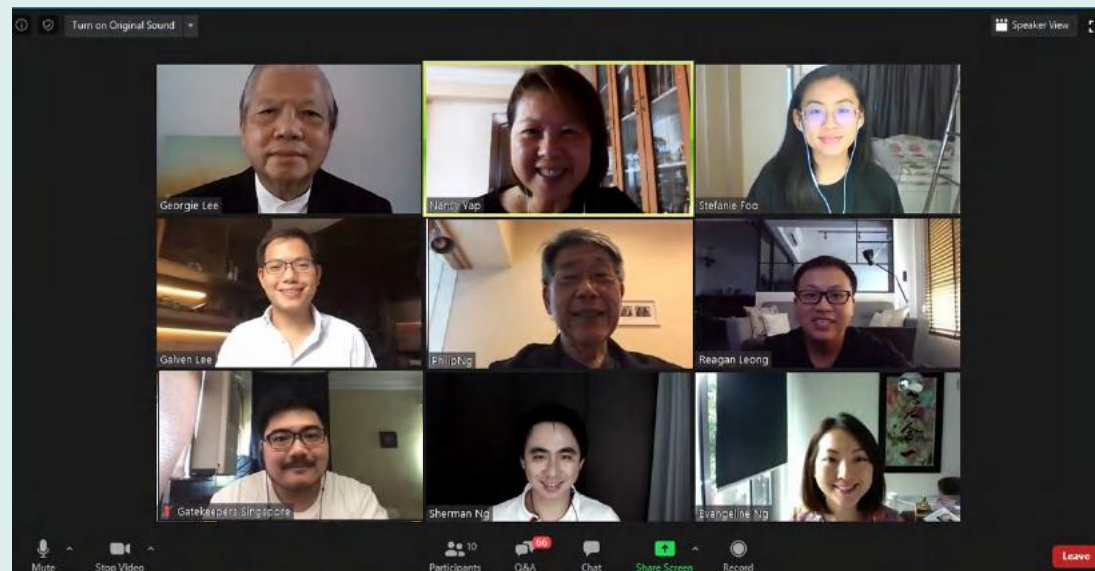 Turn on Original Sound
Speaker View
Georgie Lee
Nancy Yap
Stefanie Foo
Galven Lee
PhilipNg
Reagan Leong
Gatekeepers Singapore
Sherman Ng
Evangeline Ng
Mute
Stop Video
Participants
10
Q&A
66
Chat
Share Screen
Record
Leave